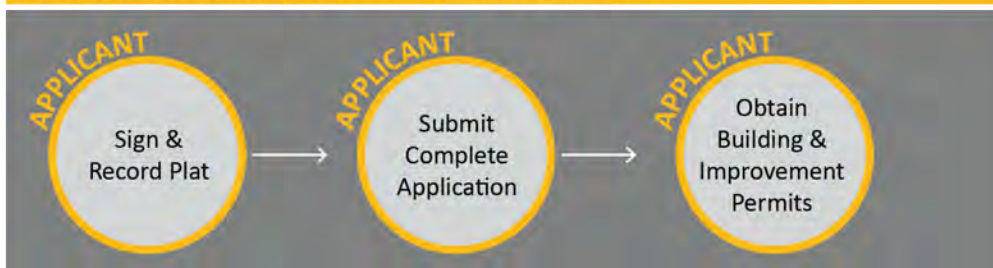 APPLICANT
Sign &
Record Plat
APPLICANT
Submit
Complete
Application
APPLICANT
Obtain
Building &
Improvement
Permits